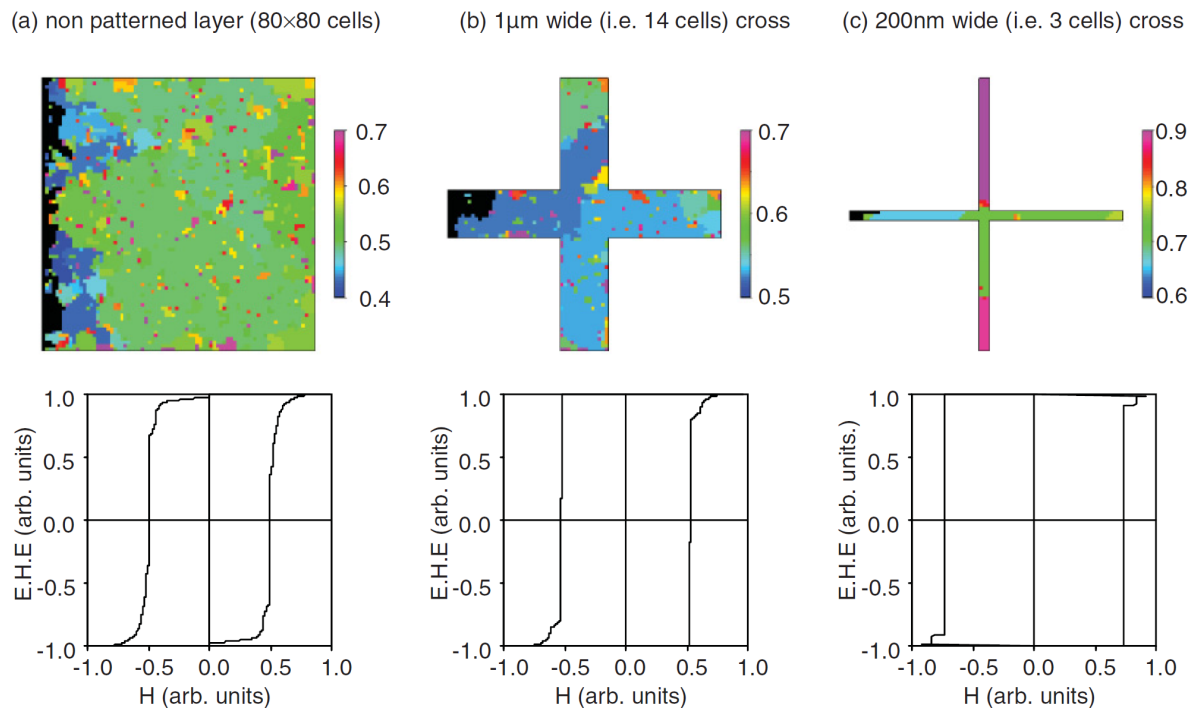 (a) non patterned layer (80×80 cells)
(b) 1µm wide (i.e. 14 cells) cross
(c) 200nm wide (i.e. 3 cells) cross
0.7
0.6
0.5
0.4
0.7
0.6
0.5
0.9
0.8
0.7
0.6
E.H.E (arb. units)
1.0
0.5
0.0
-0.5
-1.0
-1.0 -0.5 0.0 0.5 1.0
H (arb. units)
E.H.E (arb. units)
1.0
0.5
0.0
-0.5
-1.0
-1.0 -0.5 0.0 0.5 1.0
H (arb. units)
E.H.E (arb. units.)
1.0
0.5
0.0
-0.5
-1.0
-1.0 -0.5 0.0 0.5 1.0
H (arb. units)